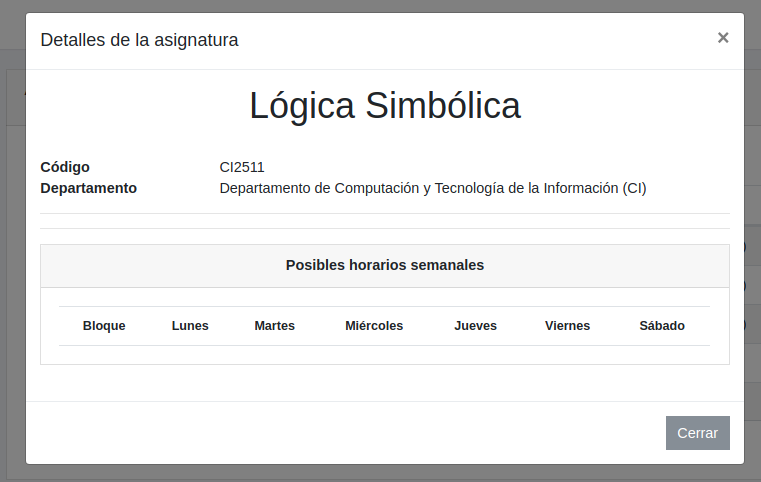 Detalles de la asignatura ×
Lógica Simbólica
Código CI2511
Departamento Departamento de Computación y Tecnología de la Información (CI)
Posibles horarios semanales
Bloque Lunes Martes Miércoles Jueves Viernes Sábado
Cerrar